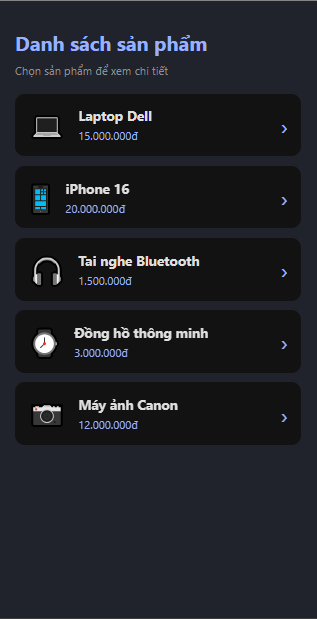 Danh sách sản phẩm
Chọn sản phẩm để xem chi tiết
Laptop Dell
15.000.000đ
iPhone 16
20.000.000đ
Tai nghe Bluetooth
1.500.000đ
Đồng hồ thông minh
3.000.000đ
Máy ảnh Canon
12.000.000đ